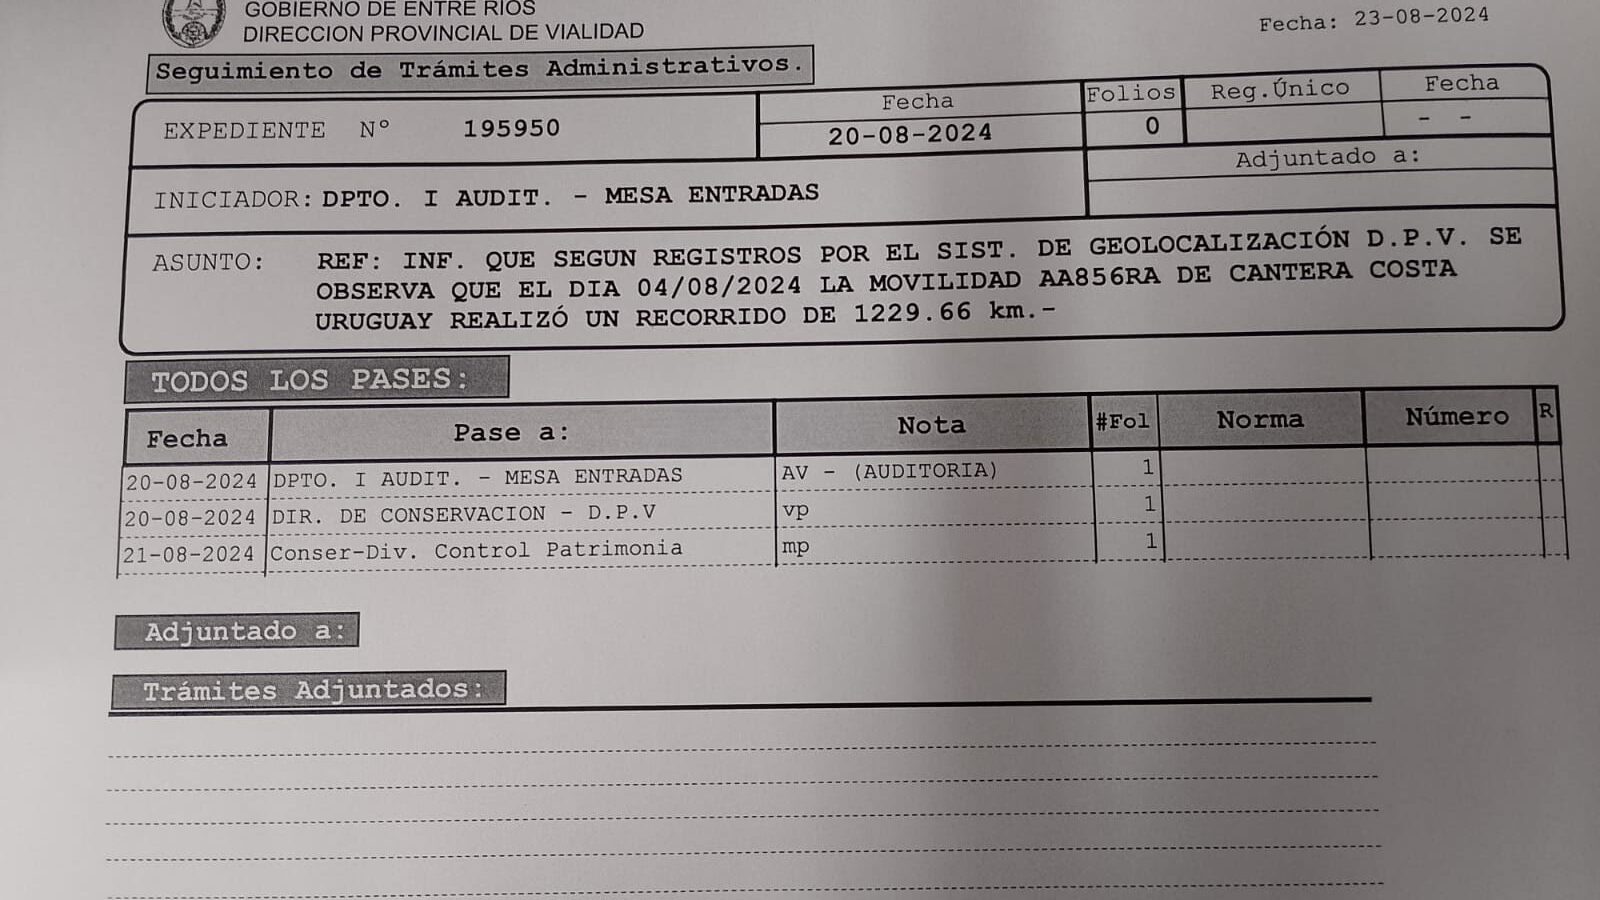 GOBIERNO DE ENTRE RIOS
DIRECCION PROVINCIAL DE VIALIDAD
Fecha: 23-08-2024
Seguimiento de Trámites Administrativos.
EXPEDIENTE Nº 195950
Fecha
20-08-2024
Folios
0
Reg.Único
Fecha
- -
Adjuntado a:
INICIADOR: DPTO. I AUDIT. - MESA ENTRADAS
ASUNTO: REF: INF. QUE SEGUN REGISTROS POR EL SIST. DE GEOLOCALIZACIÓN D.P.V. SE
OBSERVA QUE EL DIA 04/08/2024 LA MOVILIDAD AA856RA DE CANTERA COSTA
URUGUAY REALIZÓ UN RECORRIDO DE 1229.66 km.-
TODOS LOS PASES:
Fecha Pase a: Nota #Fol Norma Número R
20-08-2024 DPTO. I AUDIT. - MESA ENTRADAS AV - (AUDITORIA) 1
20-08-2024 DIR. DE CONSERVACION - D.P.V vp 1
21-08-2024 Conser-Div. Control Patrimonia mp 1
Adjuntado a:
Trámites Adjuntados: